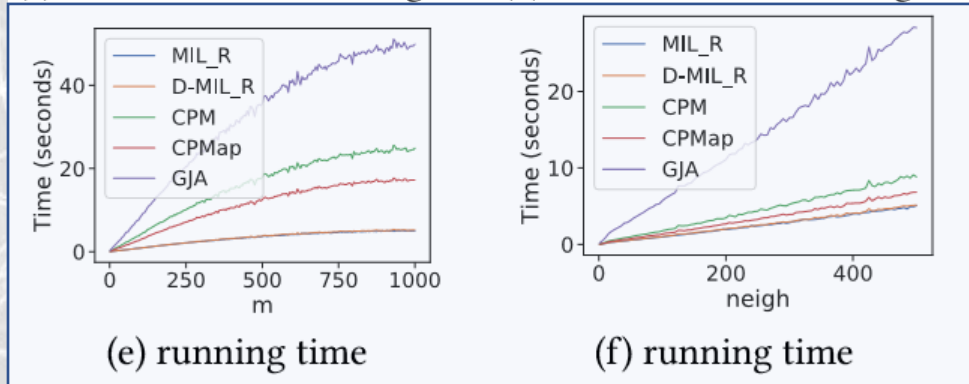 Time (seconds)
40
20
0
MIL_R
D-MIL_R
CPM
CPMap
GJA
0 250 500 750 1000
m
(e) running time
Time (seconds)
20
10
0
MIL_R
D-MIL_R
CPM
CPMap
GJA
0 200 400
neigh
(f) running time